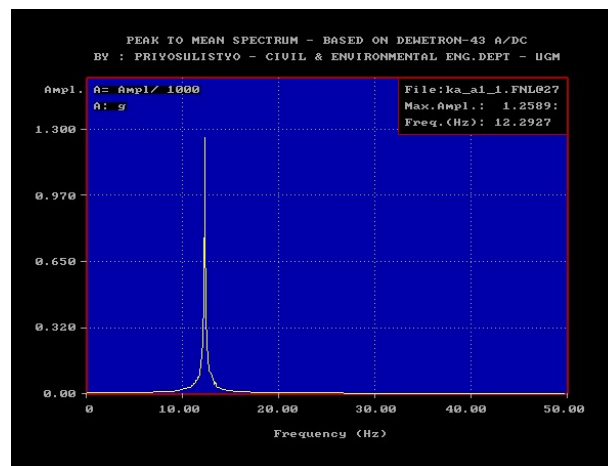 PEAK TO MEAN SPECTRUM - BASED ON DEWETRON-43 A/DC
BY : PRIYOSULISTYO - CIVIL & ENVIRONMENTAL ENG.DEPT - UGM
Ampl.
A= Ampl/ 1000
A: g
File:ka_a1_1.FNL@27
Max.Ampl.: 1.2589:
Freq.(Hz): 12.2927
1.300
0.970
0.650
0.320
0.00
0 10.00 20.00 30.00 40.00 50.00
Frequency (Hz)